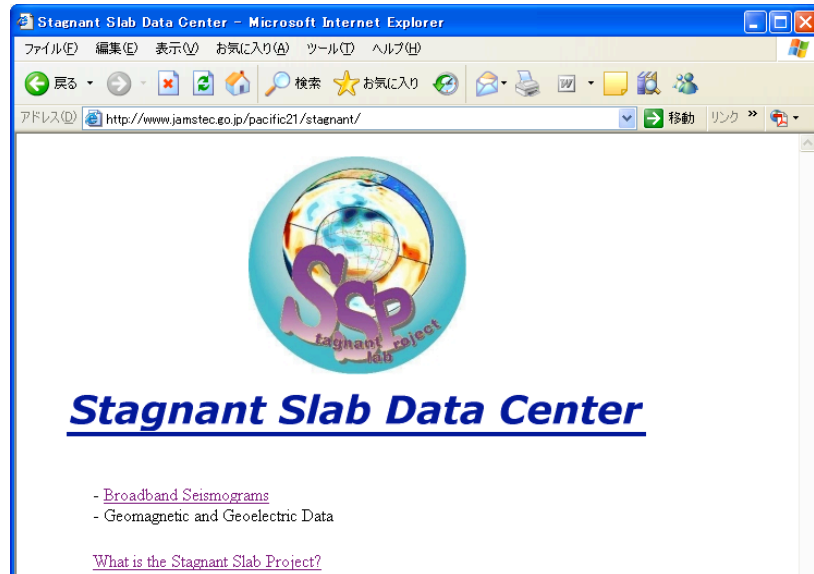 Stagnant Slab Data Center - Microsoft Internet Explorer
ファイル(F) 編集(E) 表示(V) お気に入り(A) ツール(T) ヘルプ(H)
戻る 検索 お気に入り
アドレス(D) http://www.jamstec.go.jp/pacific21/stagnant/ 移動 リンク »
SSP
tagnant roject
lab
Stagnant Slab Data Center
- Broadband Seismograms
- Geomagnetic and Geoelectric Data
What is the Stagnant Slab Project?